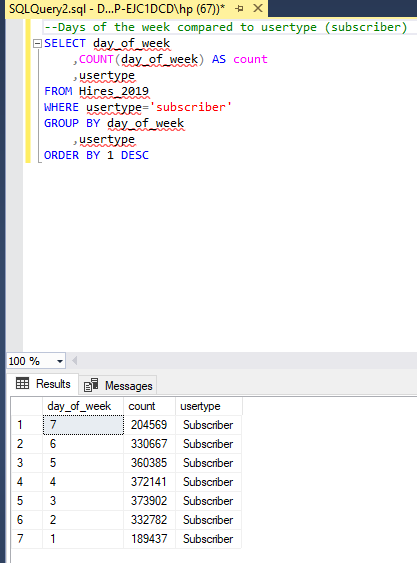 SQLQuery2.sql - D...P-EJC1DCD\hp (67))*
--Days of the week compared to usertype (subscriber)
SELECT day_of_week
,COUNT(day_of_week) AS count
,usertype
FROM Hires_2019
WHERE usertype='subscriber'
GROUP BY day_of_week
,usertype
ORDER BY 1 DESC
100 %
Results Messages
day_of_week count usertype
1 7 204569 Subscriber
2 6 330667 Subscriber
3 5 360385 Subscriber
4 4 372141 Subscriber
5 3 373902 Subscriber
6 2 332782 Subscriber
7 1 189437 Subscriber